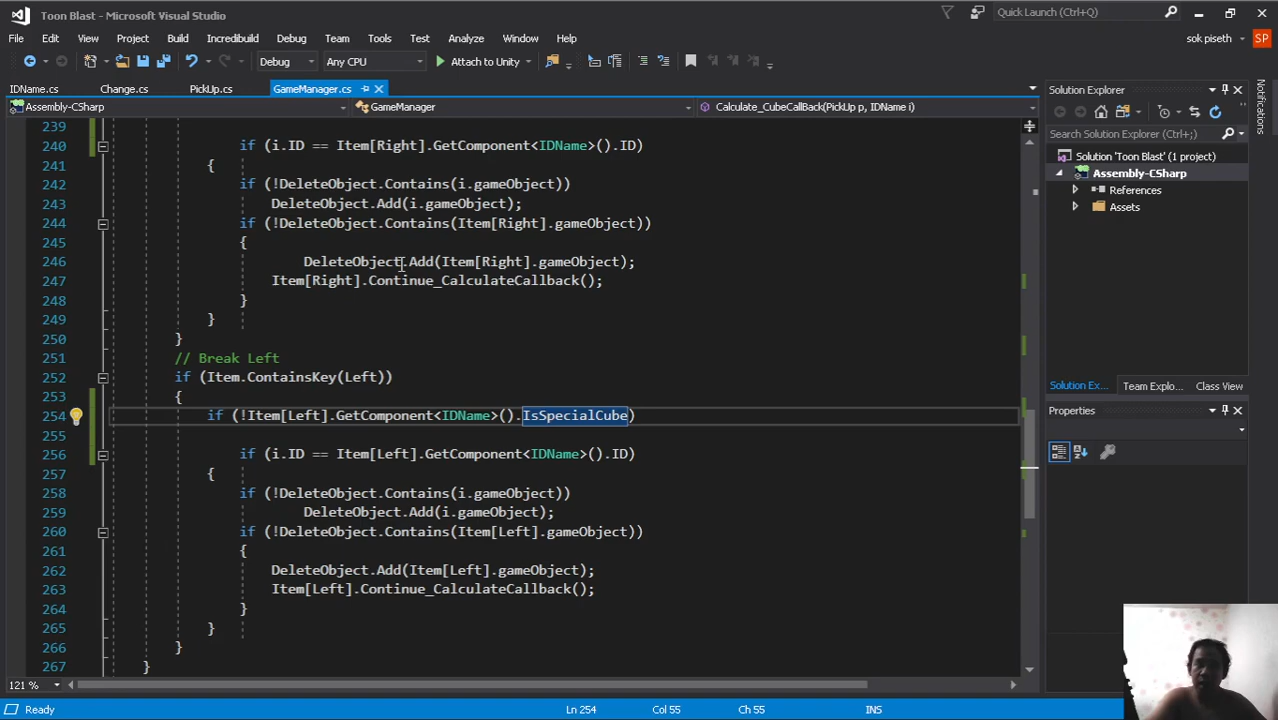 Toon Blast - Microsoft Visual Studio
Quick Launch (Ctrl+Q)
File Edit View Project Build Incredibuild Debug Team Tools Test Analyze Window Help
sok piseth SP
Debug Any CPU Attach to Unity
IDName.cs Change.cs PickUp.cs GameManager.cs
Assembly-CSharp GameManager Calculate_CubeCallBack(PickUp p, IDName i)
239
240 if (i.ID == Item[Right].GetComponent<IDName>().ID)
241 {
242 if (!DeleteObject.Contains(i.gameObject))
243 DeleteObject.Add(i.gameObject);
244 if (!DeleteObject.Contains(Item[Right].gameObject))
245 {
246 DeleteObject.Add(Item[Right].gameObject);
247 Item[Right].Continue_CalculateCallback();
248 }
249 }
250 }
251 // Break Left
252 if (Item.ContainsKey(Left))
253 {
254 if (!Item[Left].GetComponent<IDName>().IsSpecialCube)
255
256 if (i.ID == Item[Left].GetComponent<IDName>().ID)
257 {
258 if (!DeleteObject.Contains(i.gameObject))
259 DeleteObject.Add(i.gameObject);
260 if (!DeleteObject.Contains(Item[Left].gameObject))
261 {
262 DeleteObject.Add(Item[Left].gameObject);
263 Item[Left].Continue_CalculateCallback();
264 }
265 }
266 }
267 }
121 %
Solution Explorer
Search Solution Explorer (Ctrl+;)
Solution 'Toon Blast' (1 project)
Assembly-CSharp
References
Assets
Solution Ex... Team Explo... Class View
Properties
Notifications
Ready Ln 254 Col 55 Ch 55 INS